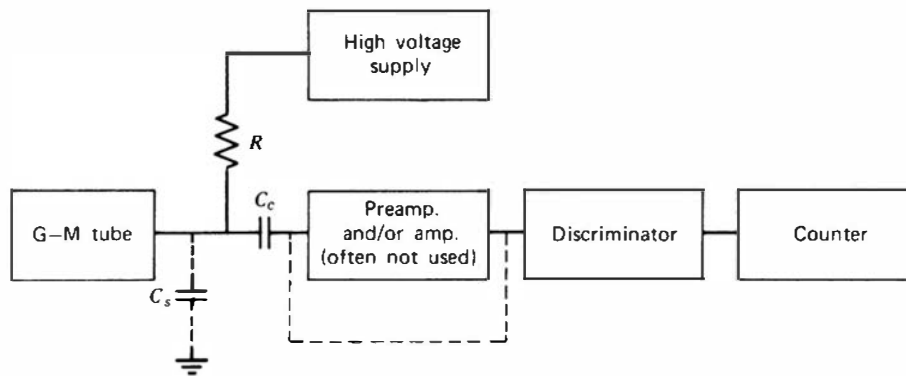 High voltage
supply
R
G–M tube
C_c
Preamp.
and/or amp.
(often not used)
Discriminator
Counter
C_s